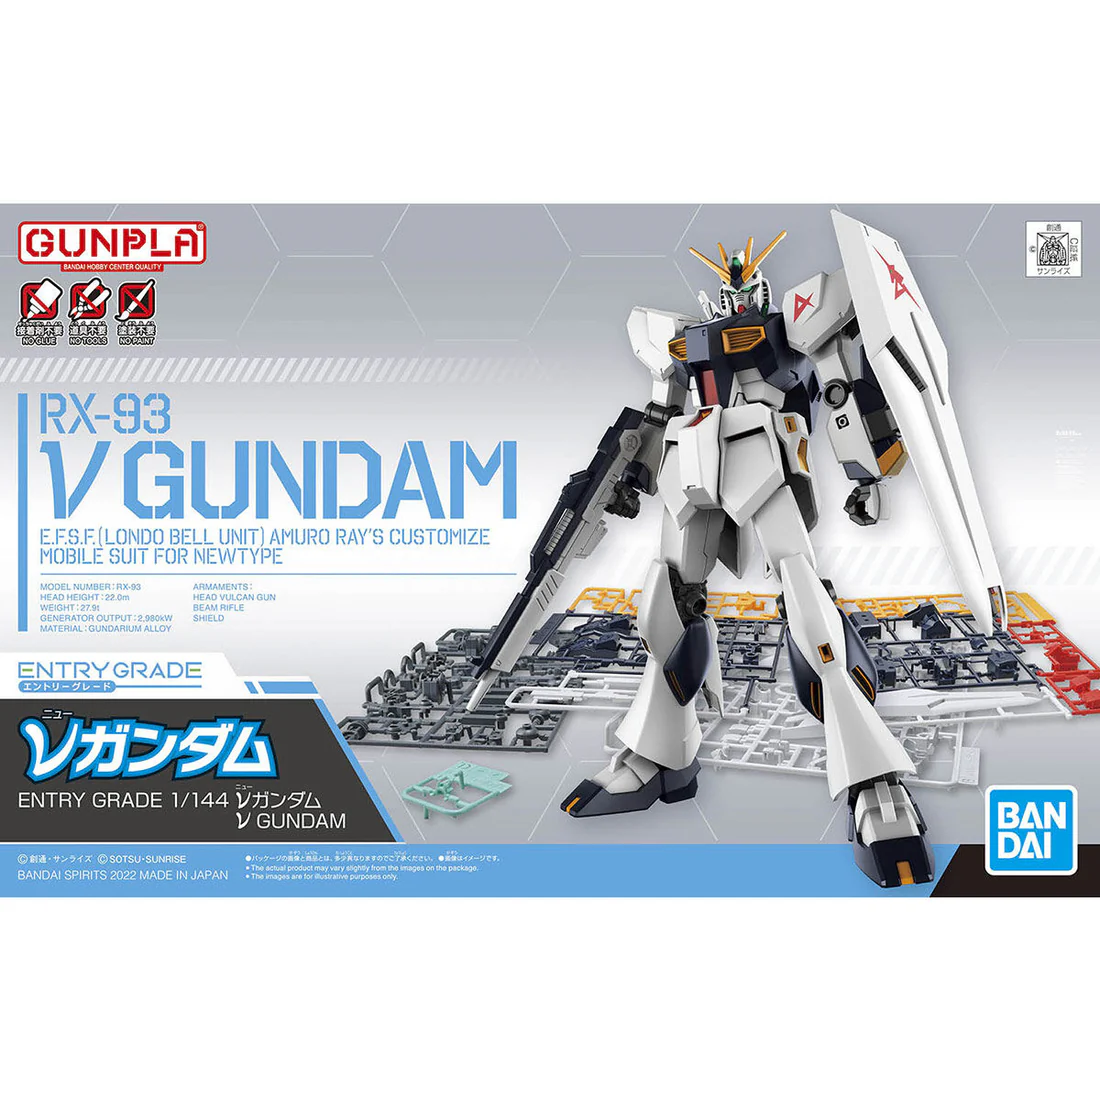 GUNPLA
BANDAI HOBBY CENTER QUALITY
接着剤不要
NO GLUE
道具不要
NO TOOLS
塗装不要
NO PAINT
創通
サンライズ
RX-93
ν GUNDAM
E.F.S.F.(LONDO BELL UNIT) AMURO RAY'S CUSTOMIZE
MOBILE SUIT FOR NEWTYPE
MODEL NUMBER : RX-93
HEAD HEIGHT : 22.0m
WEIGHT : 27.9t
GENERATOR OUTPUT : 2,980kW
MATERIAL : GUNDARIUM ALLOY
ARMAMENTS :
HEAD VULCAN GUN
BEAM RIFLE
SHIELD
ENTRY GRADE
エントリーグレード
ニュー
νガンダム
ENTRY GRADE 1/144
ニュー
νガンダム
ν GUNDAM
BAN
DAI
©創通・サンライズ ©SOTSU・SUNRISE
BANDAI SPIRITS 2022 MADE IN JAPAN
●パッケージの画像と商品とは、多少異なりますのでご了承ください。 ●画像はイメージです。
• The actual product may vary slightly from the images on the package.
• The images are for illustrative purposes only.